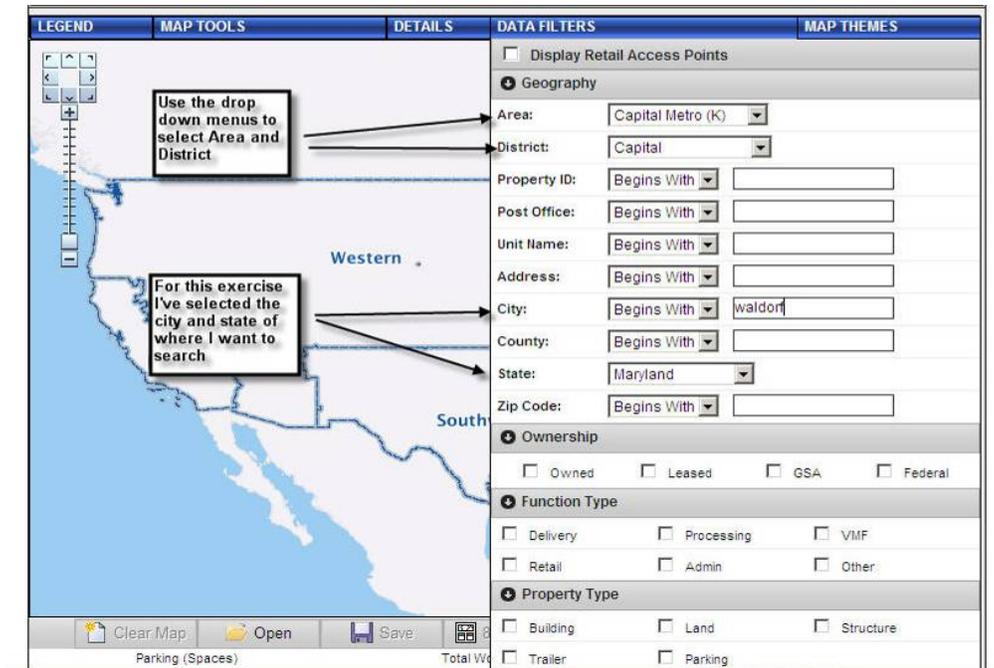 LEGEND MAP TOOLS DETAILS DATA FILTERS MAP THEMES
Display Retail Access Points
Geography
Use the drop
down menus to
select Area and
District
Area: Capital Metro (K)
District: Capital
Property ID: Begins With
Post Office: Begins With
Unit Name: Begins With
Western
Address: Begins With
For this exercise
I've selected the
city and state of
where I want to
search
City: Begins With waldorf
County: Begins With
State: Maryland
Zip Code: Begins With
South
Ownership
Owned Leased GSA Federal
Function Type
Delivery Processing VMF
Retail Admin Other
Property Type
Clear Map Open Save 8
Building Land Structure
Parking (Spaces) Total Wo
Trailer Parking